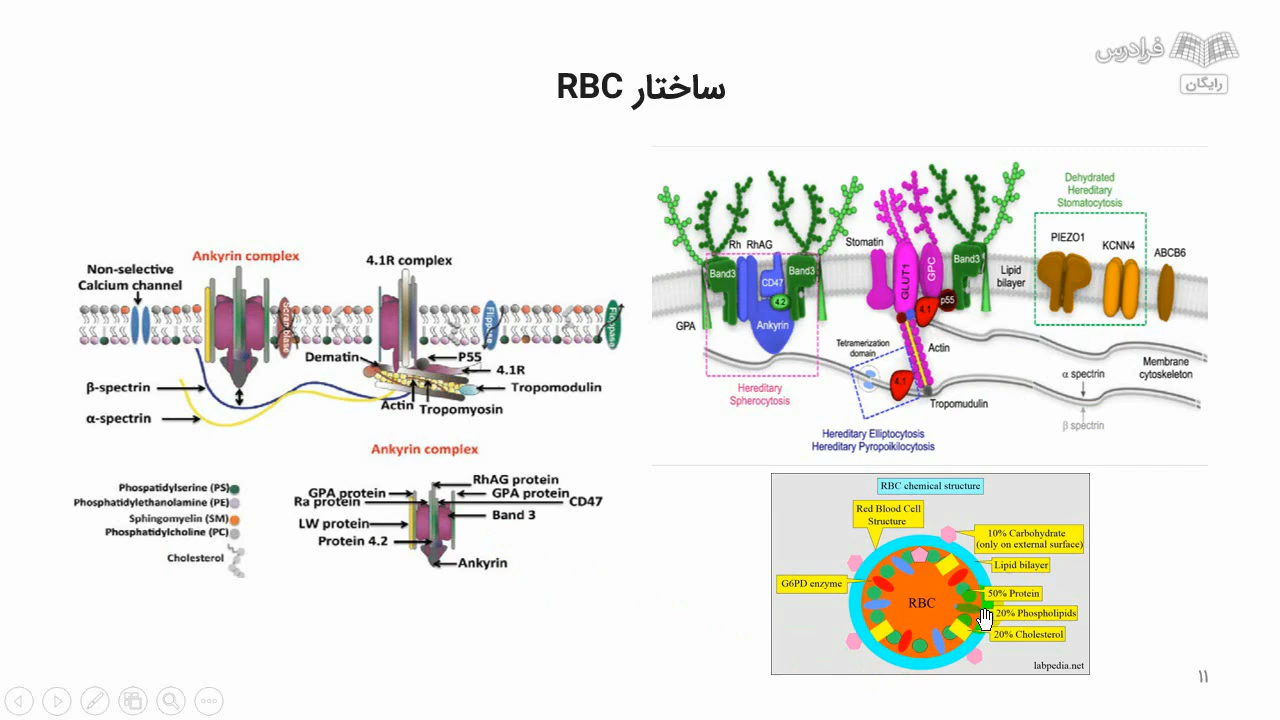 فرادرس
رایگان
ساختار RBC
Ankyrin complex
4.1R complex
Non-selective
Calcium channel
Scramblase
Flippase
Floppase
Dematin
P55
4.1R
Tropomodulin
Actin
Tropomyosin
β-spectrin
α-spectrin
Ankyrin complex
Phospatidylserine (PS)
Phosphatidylethanolamine (PE)
Sphingomyelin (SM)
Phosphatidylcholine (PC)
Cholesterol
RhAG protein
GPA protein
GPA protein
Ra protein
CD47
LW protein
Band 3
Protein 4.2
Ankyrin
Dehydrated
Hereditary
Stomatocytosis
Rh
RhAG
Stomatin
PIEZO1
KCNN4
ABCB6
Band3
CD47
Band3
GLUT1
GPC
Band3
Lipid
bilayer
4.2
4.1
p55
GPA
Ankyrin
Tetramerization
domain
Actin
Membrane
cytoskeleton
4.1
α spectrin
Tropomudulin
β spectrin
Hereditary
Spherocytosis
Hereditary Elliptocytosis
Hereditary Pyropoikilocytosis
RBC chemical structure
Red Blood Cell
Structure
10% Carbohydrate
(only on external surface)
Lipid bilayer
G6PD enzyme
50% Protein
RBC
20% Phospholipids
20% Cholesterol
labpedia.net
۱۱